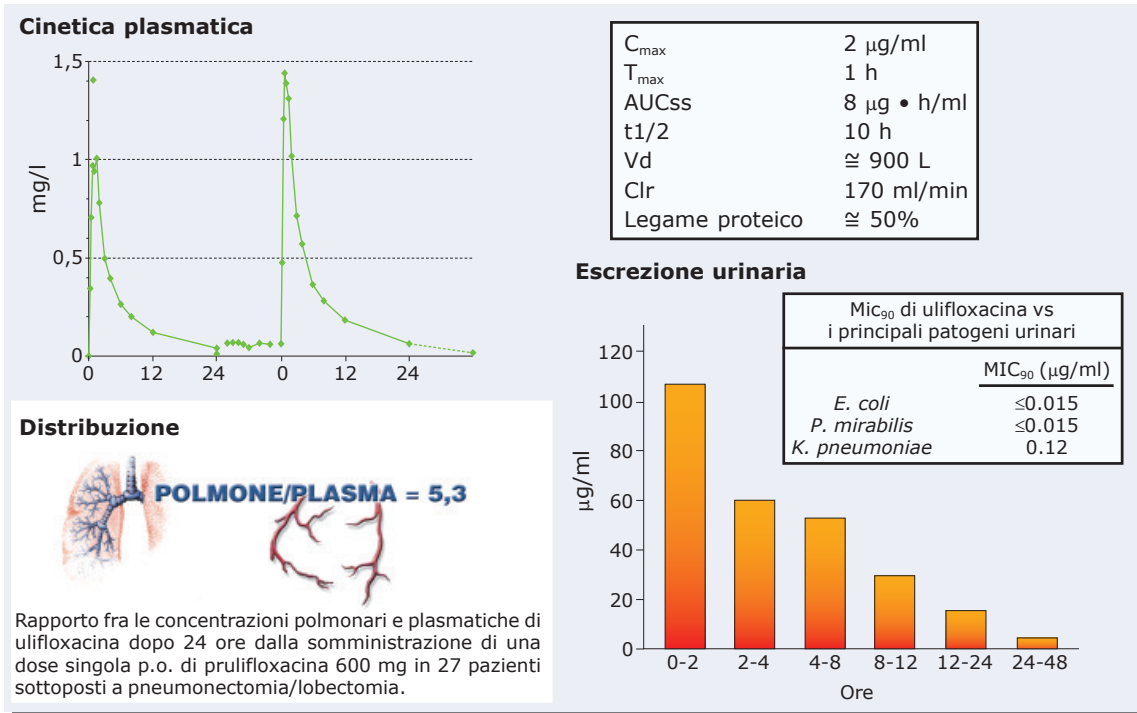 Cinetica plasmatica
1,5
1
0,5
0
mg/l
0 12 24 0 12 24
C_max 2 µg/ml
T_max 1 h
AUCss 8 µg • h/ml
t1/2 10 h
Vd ≅ 900 L
Clr 170 ml/min
Legame proteico ≅ 50%
Distribuzione
POLMONE/PLASMA = 5,3
Rapporto fra le concentrazioni polmonari e plasmatiche di
ulifloxacina dopo 24 ore dalla somministrazione di una
dose singola p.o. di prulifloxacina 600 mg in 27 pazienti
sottoposti a pneumonectomia/lobectomia.
Escrezione urinaria
Mic₉₀ di ulifloxacina vs
i principali patogeni urinari
MIC₉₀ (µg/ml)
E. coli ≤0.015
P. mirabilis ≤0.015
K. pneumoniae 0.12
120
100
80
60
40
20
0
µg/ml
0-2 2-4 4-8 8-12 12-24 24-48
Ore